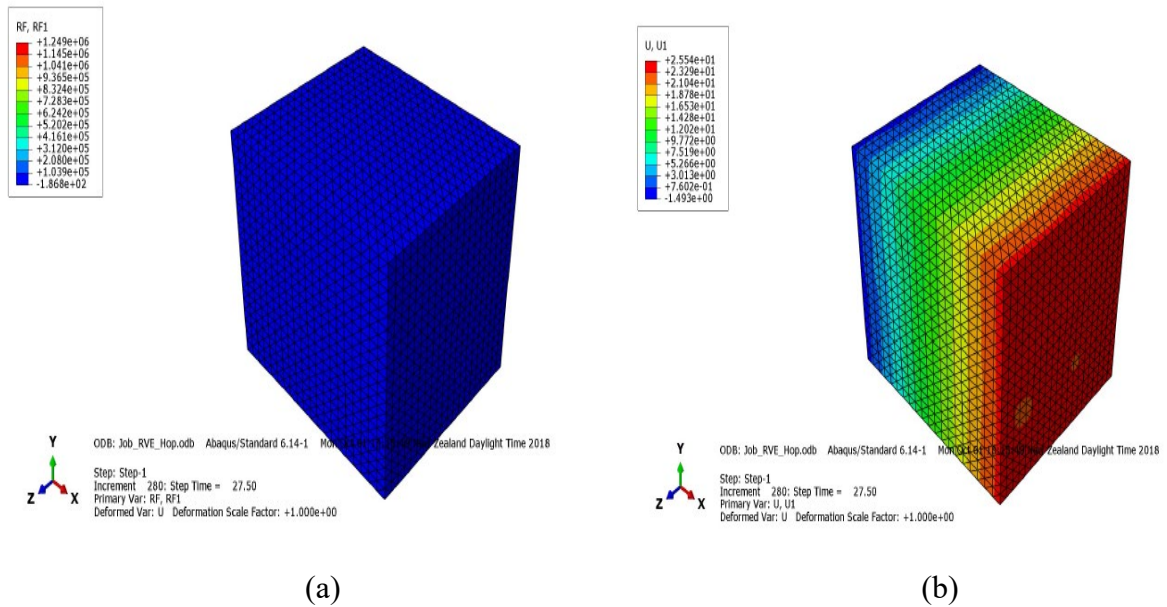 RF, RF1
+1.249e+06
+1.145e+06
+1.041e+06
+9.365e+05
+8.324e+05
+7.283e+05
+6.242e+05
+5.202e+05
+4.161e+05
+3.120e+05
+2.080e+05
+1.039e+05
-1.868e+02
Y
Z
X
ODB: Job_RVE_Hop.odb Abaqus/Standard 6.14-1 Mon Zealand Daylight Time 2018
Step: Step-1
Increment 280: Step Time = 27.50
Primary Var: RF, RF1
Deformed Var: U Deformation Scale Factor: +1.000e+00
(a)
U, U1
+2.554e+01
+2.329e+01
+2.104e+01
+1.878e+01
+1.653e+01
+1.428e+01
+1.202e+01
+9.772e+00
+7.519e+00
+5.266e+00
+3.013e+00
+7.602e-01
-1.493e+00
Y
Z
X
ODB: Job_RVE_Hop.odb Abaqus/Standard 6.14-1 Zealand Daylight Time 2018
Step: Step-1
Increment 280: Step Time = 27.50
Primary Var: U, U1
Deformed Var: U Deformation Scale Factor: +1.000e+00
(b)